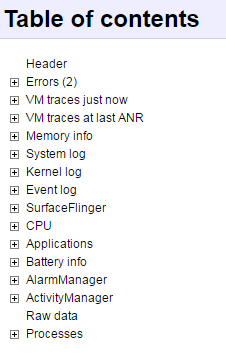 Table of contents
Header
Errors (2)
VM traces just now
VM traces at last ANR
Memory info
System log
Kernel log
Event log
SurfaceFlinger
CPU
Applications
Battery info
AlarmManager
ActivityManager
Raw data
Processes